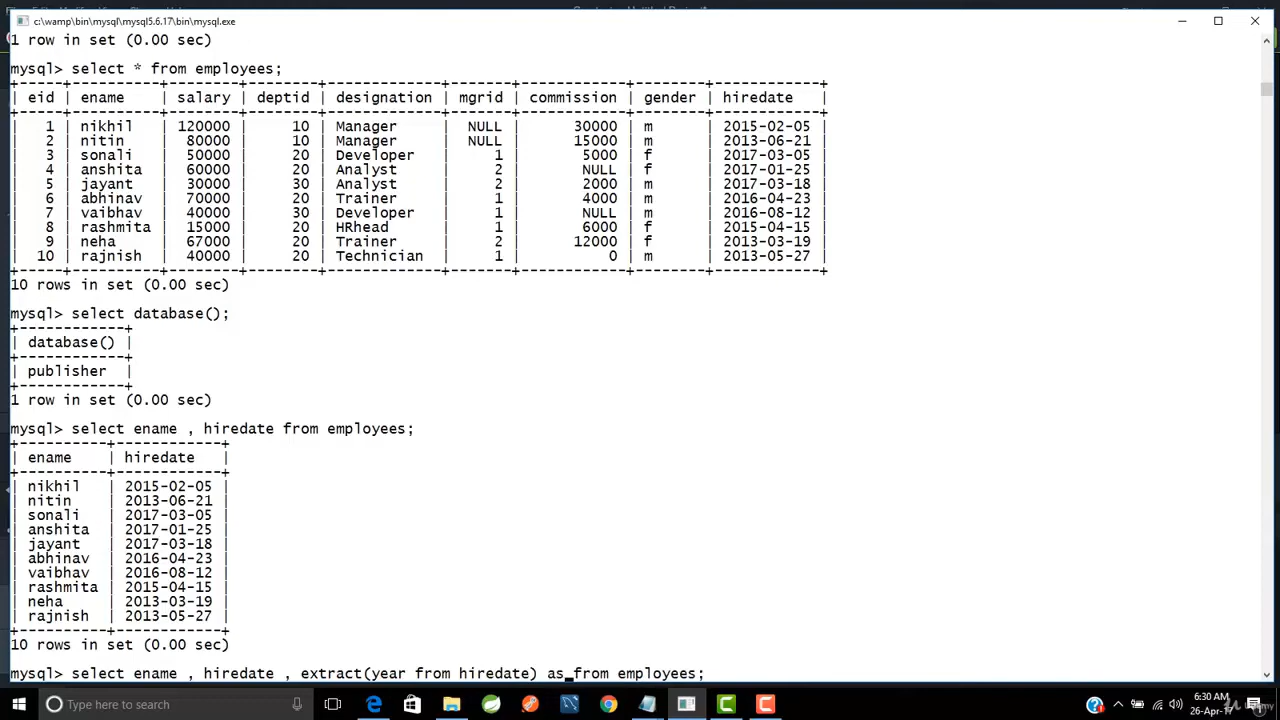 c:\wamp\bin\mysql\mysql5.6.17\bin\mysql.exe
1 row in set (0.00 sec)
mysql> select * from employees;
+------+----------+--------+--------+-------------+-------+------------+--------+------------+
| eid | ename | salary | deptid | designation | mgrid | commission | gender | hiredate |
+------+----------+--------+--------+-------------+-------+------------+--------+------------+
| 1 | nikhil | 120000 | 10 | Manager | NULL | 30000 | m | 2015-02-05 |
| 2 | nitin | 80000 | 10 | Manager | NULL | 15000 | m | 2013-06-21 |
| 3 | sonali | 50000 | 20 | Developer | 1 | 5000 | f | 2017-03-05 |
| 4 | anshita | 60000 | 20 | Analyst | 2 | NULL | f | 2017-01-25 |
| 5 | jayant | 30000 | 30 | Analyst | 2 | 2000 | m | 2017-03-18 |
| 6 | abhinav | 70000 | 20 | Trainer | 1 | 4000 | m | 2016-04-23 |
| 7 | vaibhav | 40000 | 30 | Developer | 1 | NULL | m | 2016-08-12 |
| 8 | rashmita | 15000 | 20 | HRhead | 1 | 6000 | f | 2015-04-15 |
| 9 | neha | 67000 | 20 | Trainer | 2 | 12000 | f | 2013-03-19 |
| 10 | rajnish | 40000 | 20 | Technician | 1 | 0 | m | 2013-05-27 |
+------+----------+--------+--------+-------------+-------+------------+--------+------------+
10 rows in set (0.00 sec)
mysql> select database();
+------------+
| database() |
+------------+
| publisher |
+------------+
1 row in set (0.00 sec)
mysql> select ename , hiredate from employees;
+----------+------------+
| ename | hiredate |
+----------+------------+
| nikhil | 2015-02-05 |
| nitin | 2013-06-21 |
| sonali | 2017-03-05 |
| anshita | 2017-01-25 |
| jayant | 2017-03-18 |
| abhinav | 2016-04-23 |
| vaibhav | 2016-08-12 |
| rashmita | 2015-04-15 |
| neha | 2013-03-19 |
| rajnish | 2013-05-27 |
+----------+------------+
10 rows in set (0.00 sec)
mysql> select ename , hiredate , extract(year from hiredate) as from employees;
Type here to search
6:30 AM
26-Apr-17